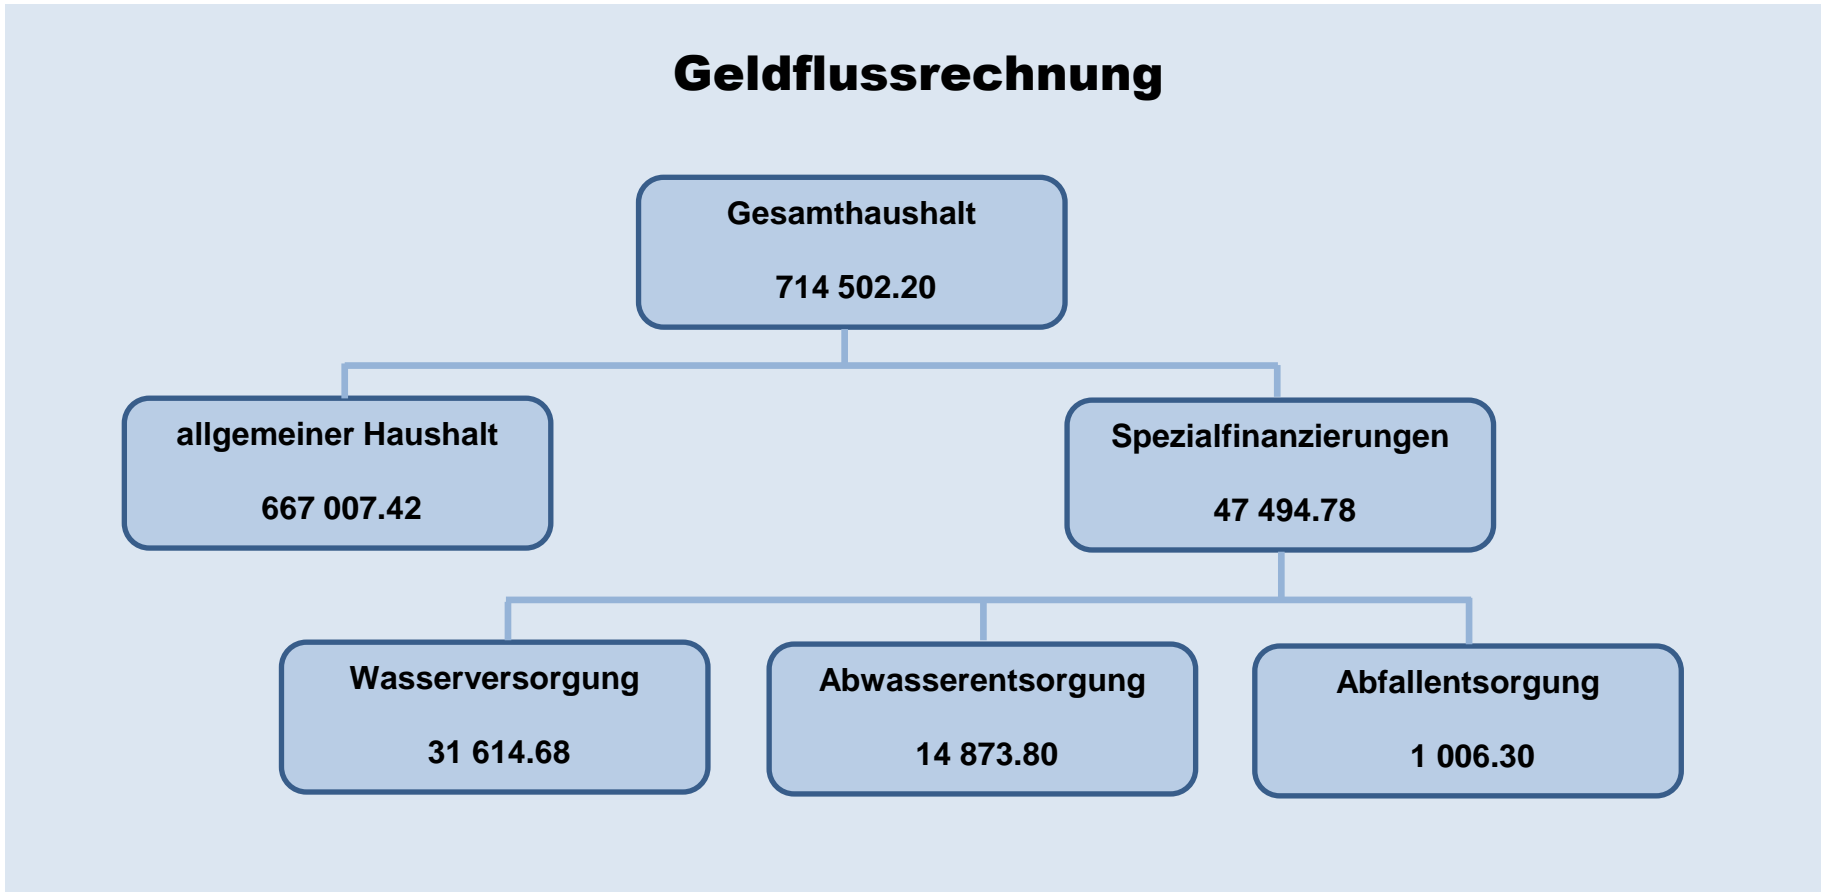 Geldflussrechnung
Gesamthaushalt
714 502.20
allgemeiner Haushalt
667 007.42
Spezialfinanzierungen
47 494.78
Wasserversorgung
31 614.68
Abwasserentsorgung
14 873.80
Abfallentsorgung
1 006.30